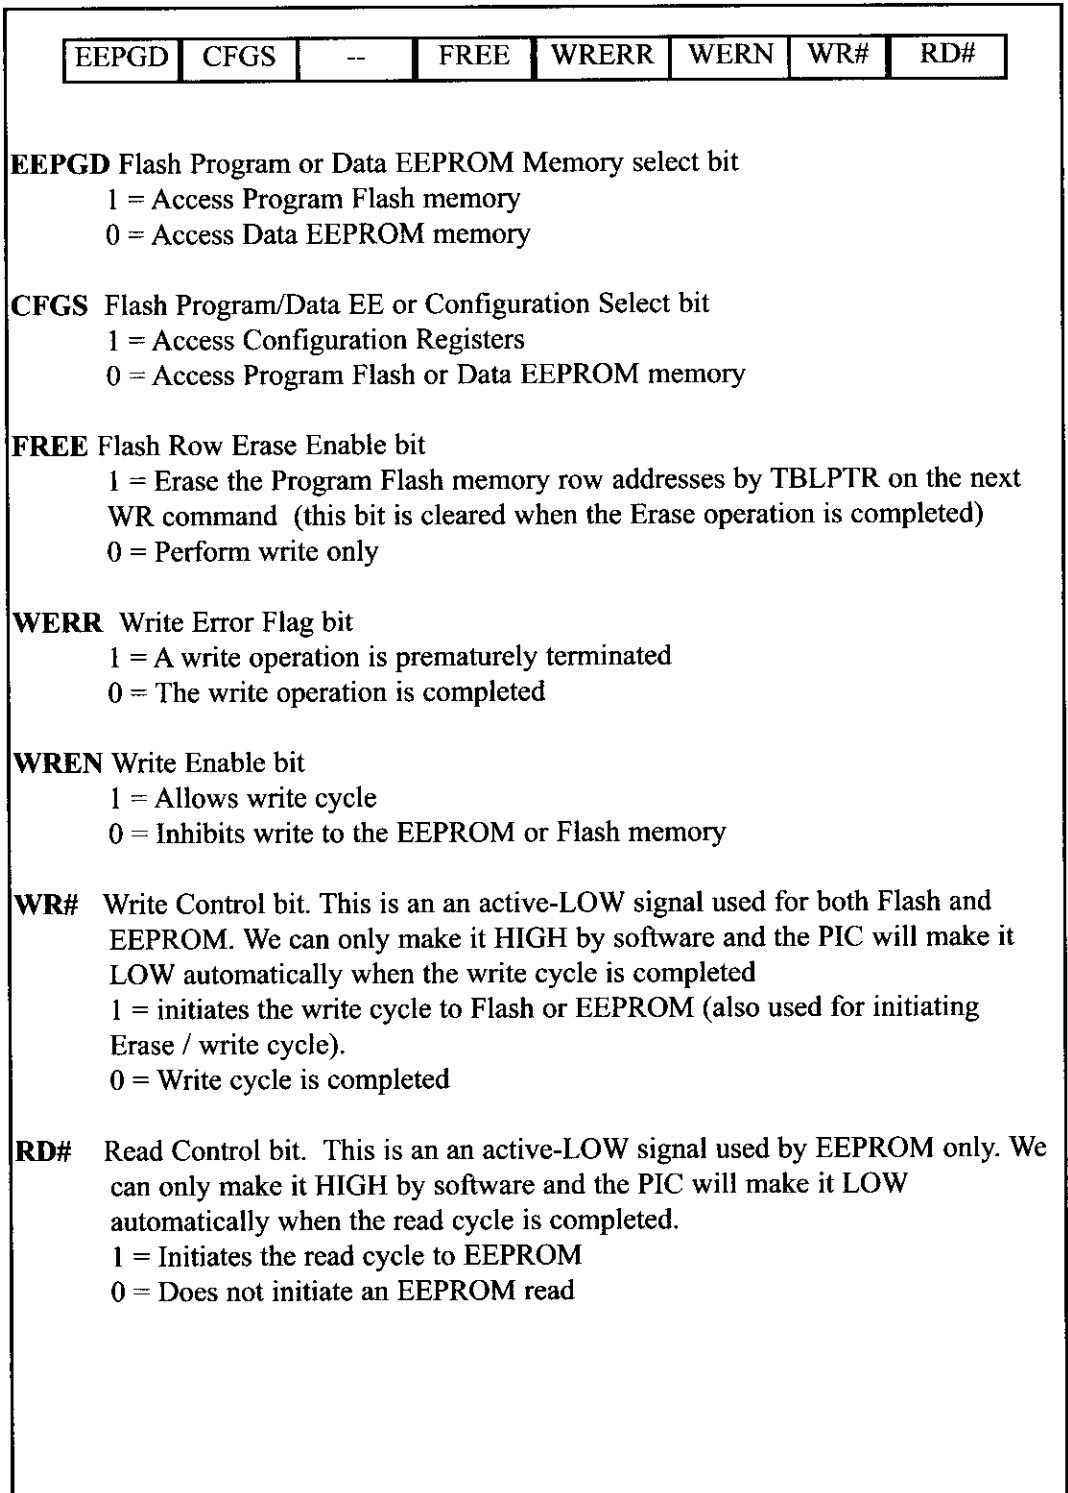 EEPGD CFGS -- FREE WRERR WERN WR# RD#
EEPGD Flash Program or Data EEPROM Memory select bit
1 = Access Program Flash memory
0 = Access Data EEPROM memory
CFGS Flash Program/Data EE or Configuration Select bit
1 = Access Configuration Registers
0 = Access Program Flash or Data EEPROM memory
FREE Flash Row Erase Enable bit
1 = Erase the Program Flash memory row addresses by TBLPTR on the next
WR command (this bit is cleared when the Erase operation is completed)
0 = Perform write only
WERR Write Error Flag bit
1 = A write operation is prematurely terminated
0 = The write operation is completed
WREN Write Enable bit
1 = Allows write cycle
0 = Inhibits write to the EEPROM or Flash memory
WR# Write Control bit. This is an an active-LOW signal used for both Flash and
EEPROM. We can only make it HIGH by software and the PIC will make it
LOW automatically when the write cycle is completed
1 = initiates the write cycle to Flash or EEPROM (also used for initiating
Erase / write cycle).
0 = Write cycle is completed
RD# Read Control bit. This is an an active-LOW signal used by EEPROM only. We
can only make it HIGH by software and the PIC will make it LOW
automatically when the read cycle is completed.
1 = Initiates the read cycle to EEPROM
0 = Does not initiate an EEPROM read